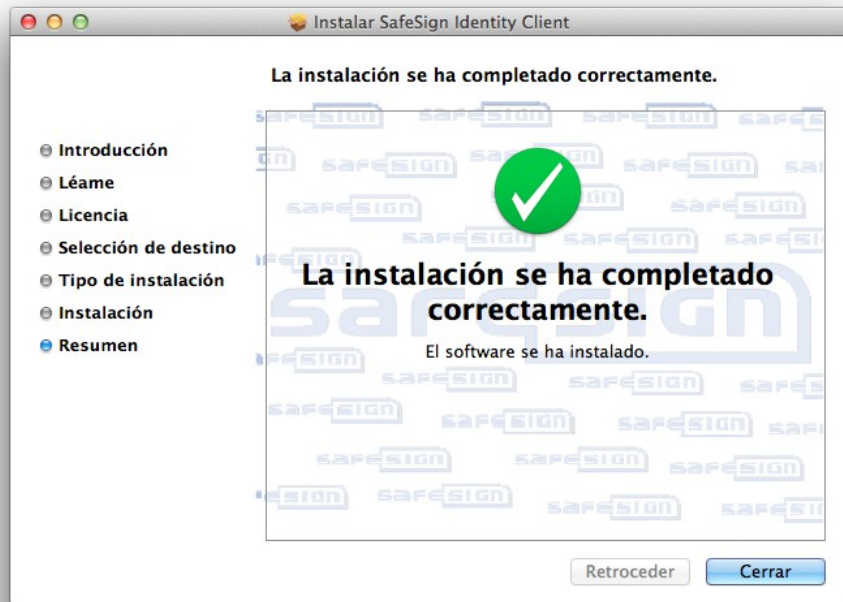 Instalar SafeSign Identity Client
La instalación se ha completado correctamente.
Introducción
Léame
Licencia
Selección de destino
Tipo de instalación
Instalación
Resumen
safesign
La instalación se ha completado
correctamente.
El software se ha instalado.
Retroceder
Cerrar